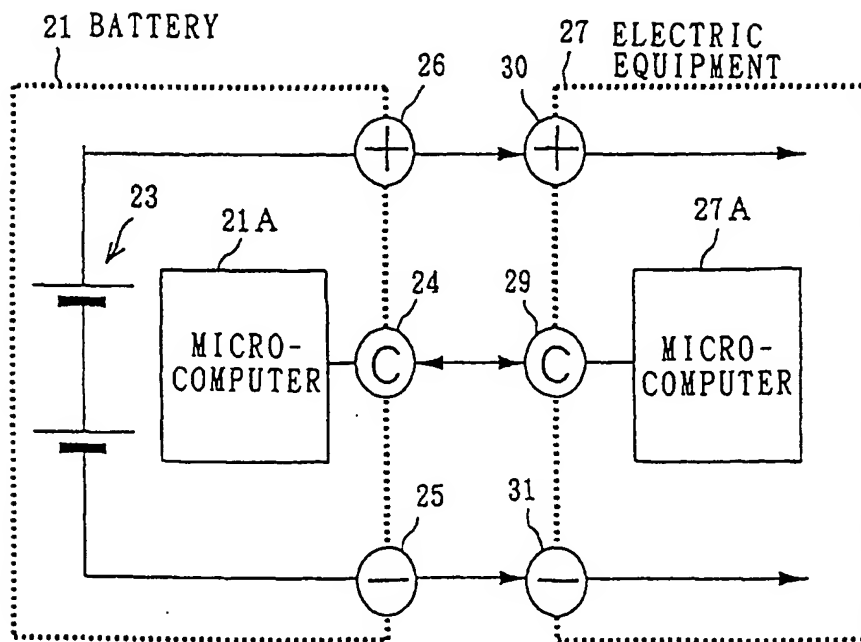 21 BATTERY
27 ELECTRIC
EQUIPMENT
26
30
+
+
23
21A
24
29
27A
MICRO-
COMPUTER
C
C
MICRO-
COMPUTER
25
31
−
−